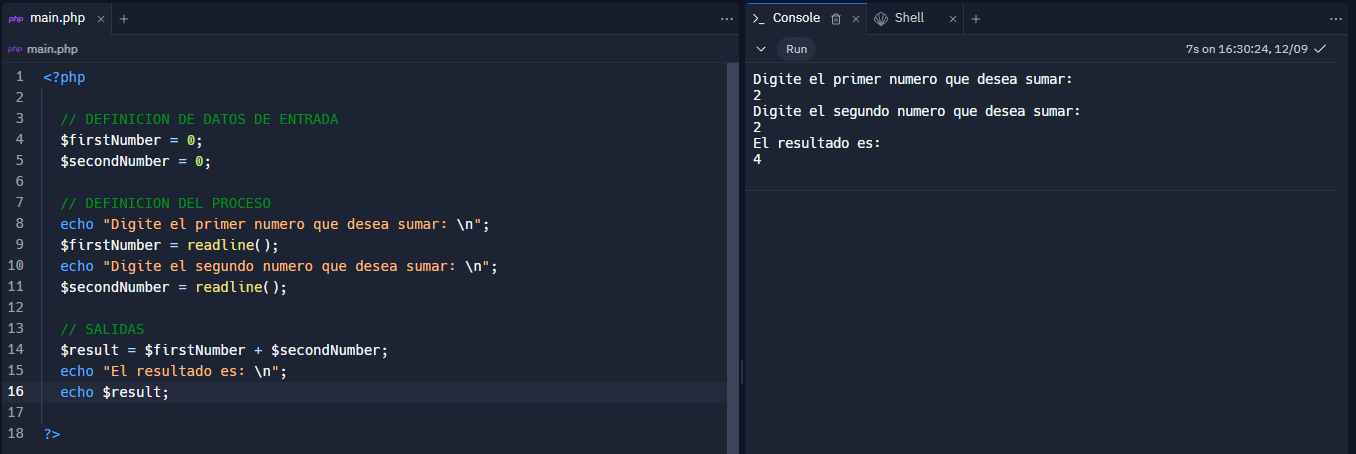 php main.php × +
php main.php
1 <?php
2
3 // DEFINICION DE DATOS DE ENTRADA
4 $firstNumber = 0;
5 $secondNumber = 0;
6
7 // DEFINICION DEL PROCESO
8 echo "Digite el primer numero que desea sumar: \n";
9 $firstNumber = readline();
10 echo "Digite el segundo numero que desea sumar: \n";
11 $secondNumber = readline();
12
13 // SALIDAS
14 $result = $firstNumber + $secondNumber;
15 echo "El resultado es: \n";
16 echo $result;
17
18 ?>
Console × Shell × +
Run 7s on 16:30:24, 12/09
Digite el primer numero que desea sumar:
2
Digite el segundo numero que desea sumar:
2
El resultado es:
4